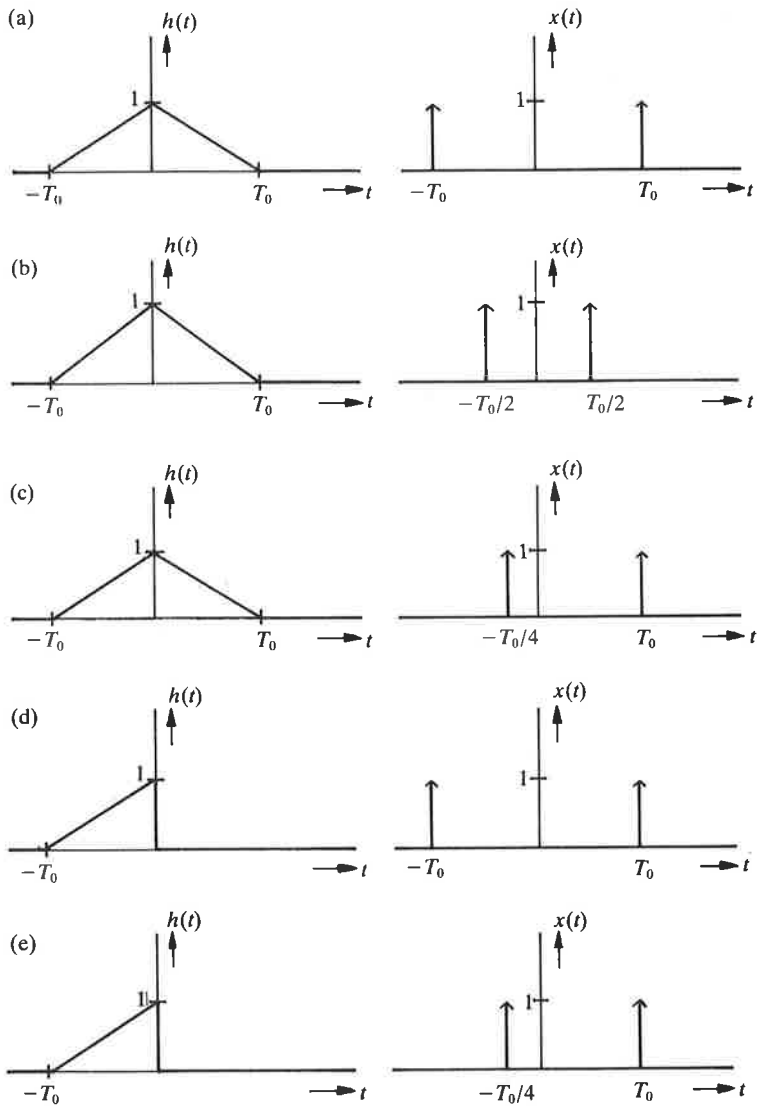 (a) h(t) x(t)
1 1
−T₀ T₀ t −T₀ T₀ t
(b) h(t) x(t)
1 1
−T₀ T₀ t −T₀/2 T₀/2 t
(c) h(t) x(t)
1 1
−T₀ T₀ t −T₀/4 T₀ t
(d) h(t) x(t)
1 1
−T₀ t −T₀ T₀ t
(e) h(t) x(t)
1 1
−T₀ t −T₀/4 T₀ t